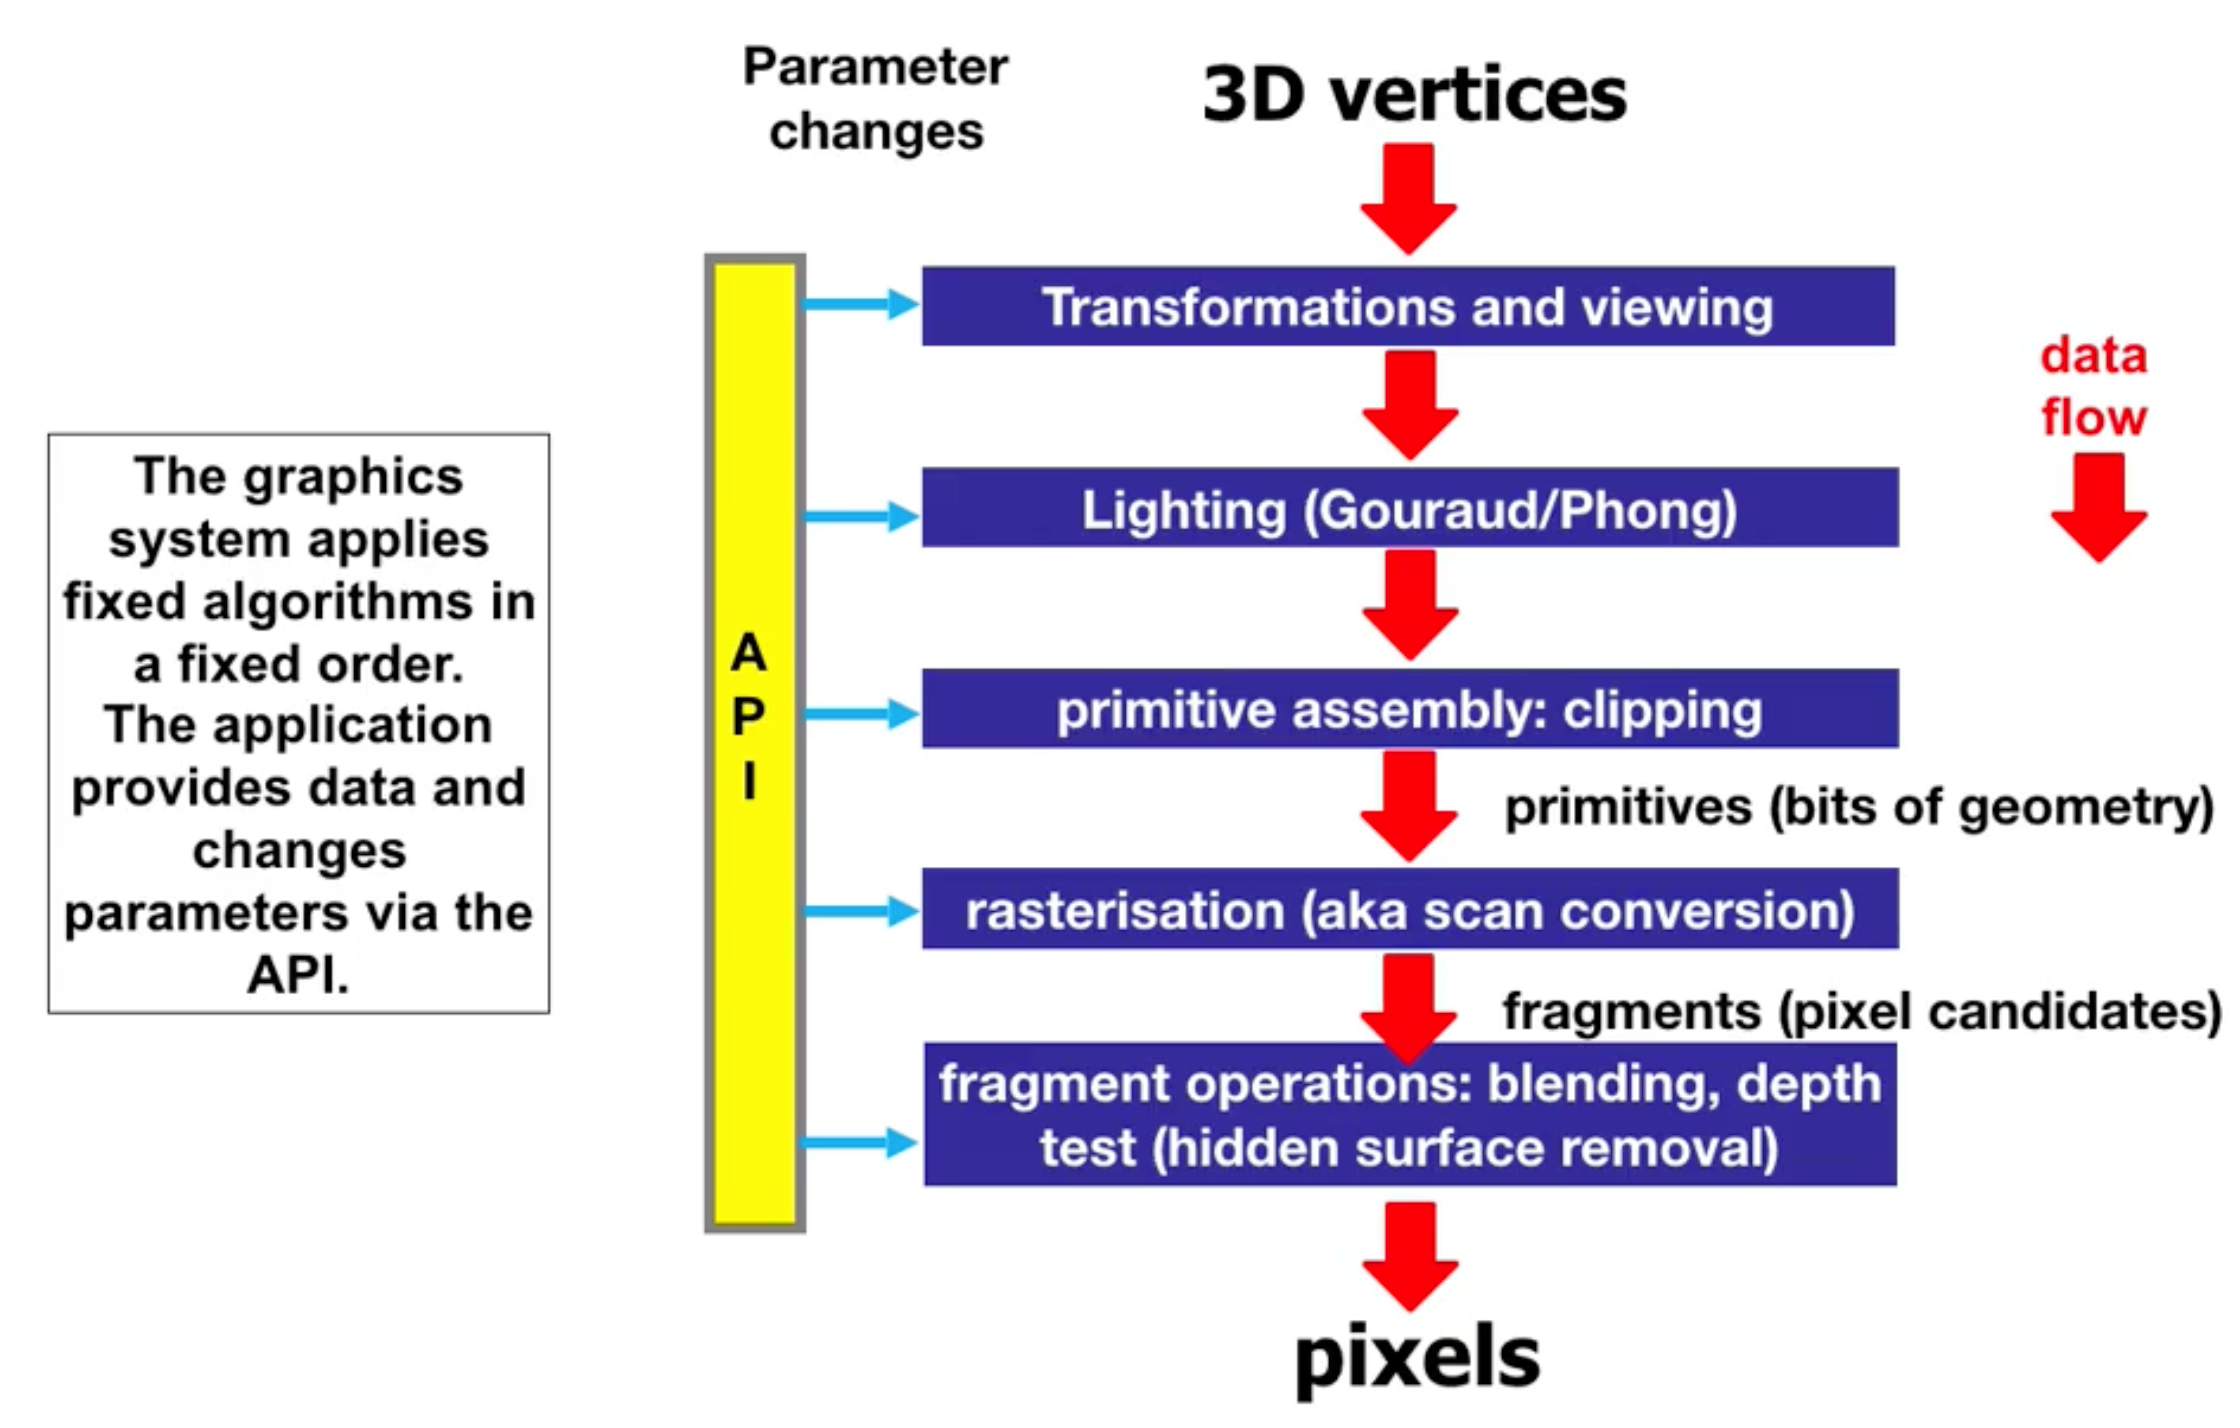 Parameter
changes
3D vertices
Transformations and viewing
data
flow
The graphics
system applies
fixed algorithms in
a fixed order.
The application
provides data and
changes
parameters via the
API.
Lighting (Gouraud/Phong)
A
P
I
primitive assembly: clipping
primitives (bits of geometry)
rasterisation (aka scan conversion)
fragments (pixel candidates)
fragment operations: blending, depth
test (hidden surface removal)
pixels